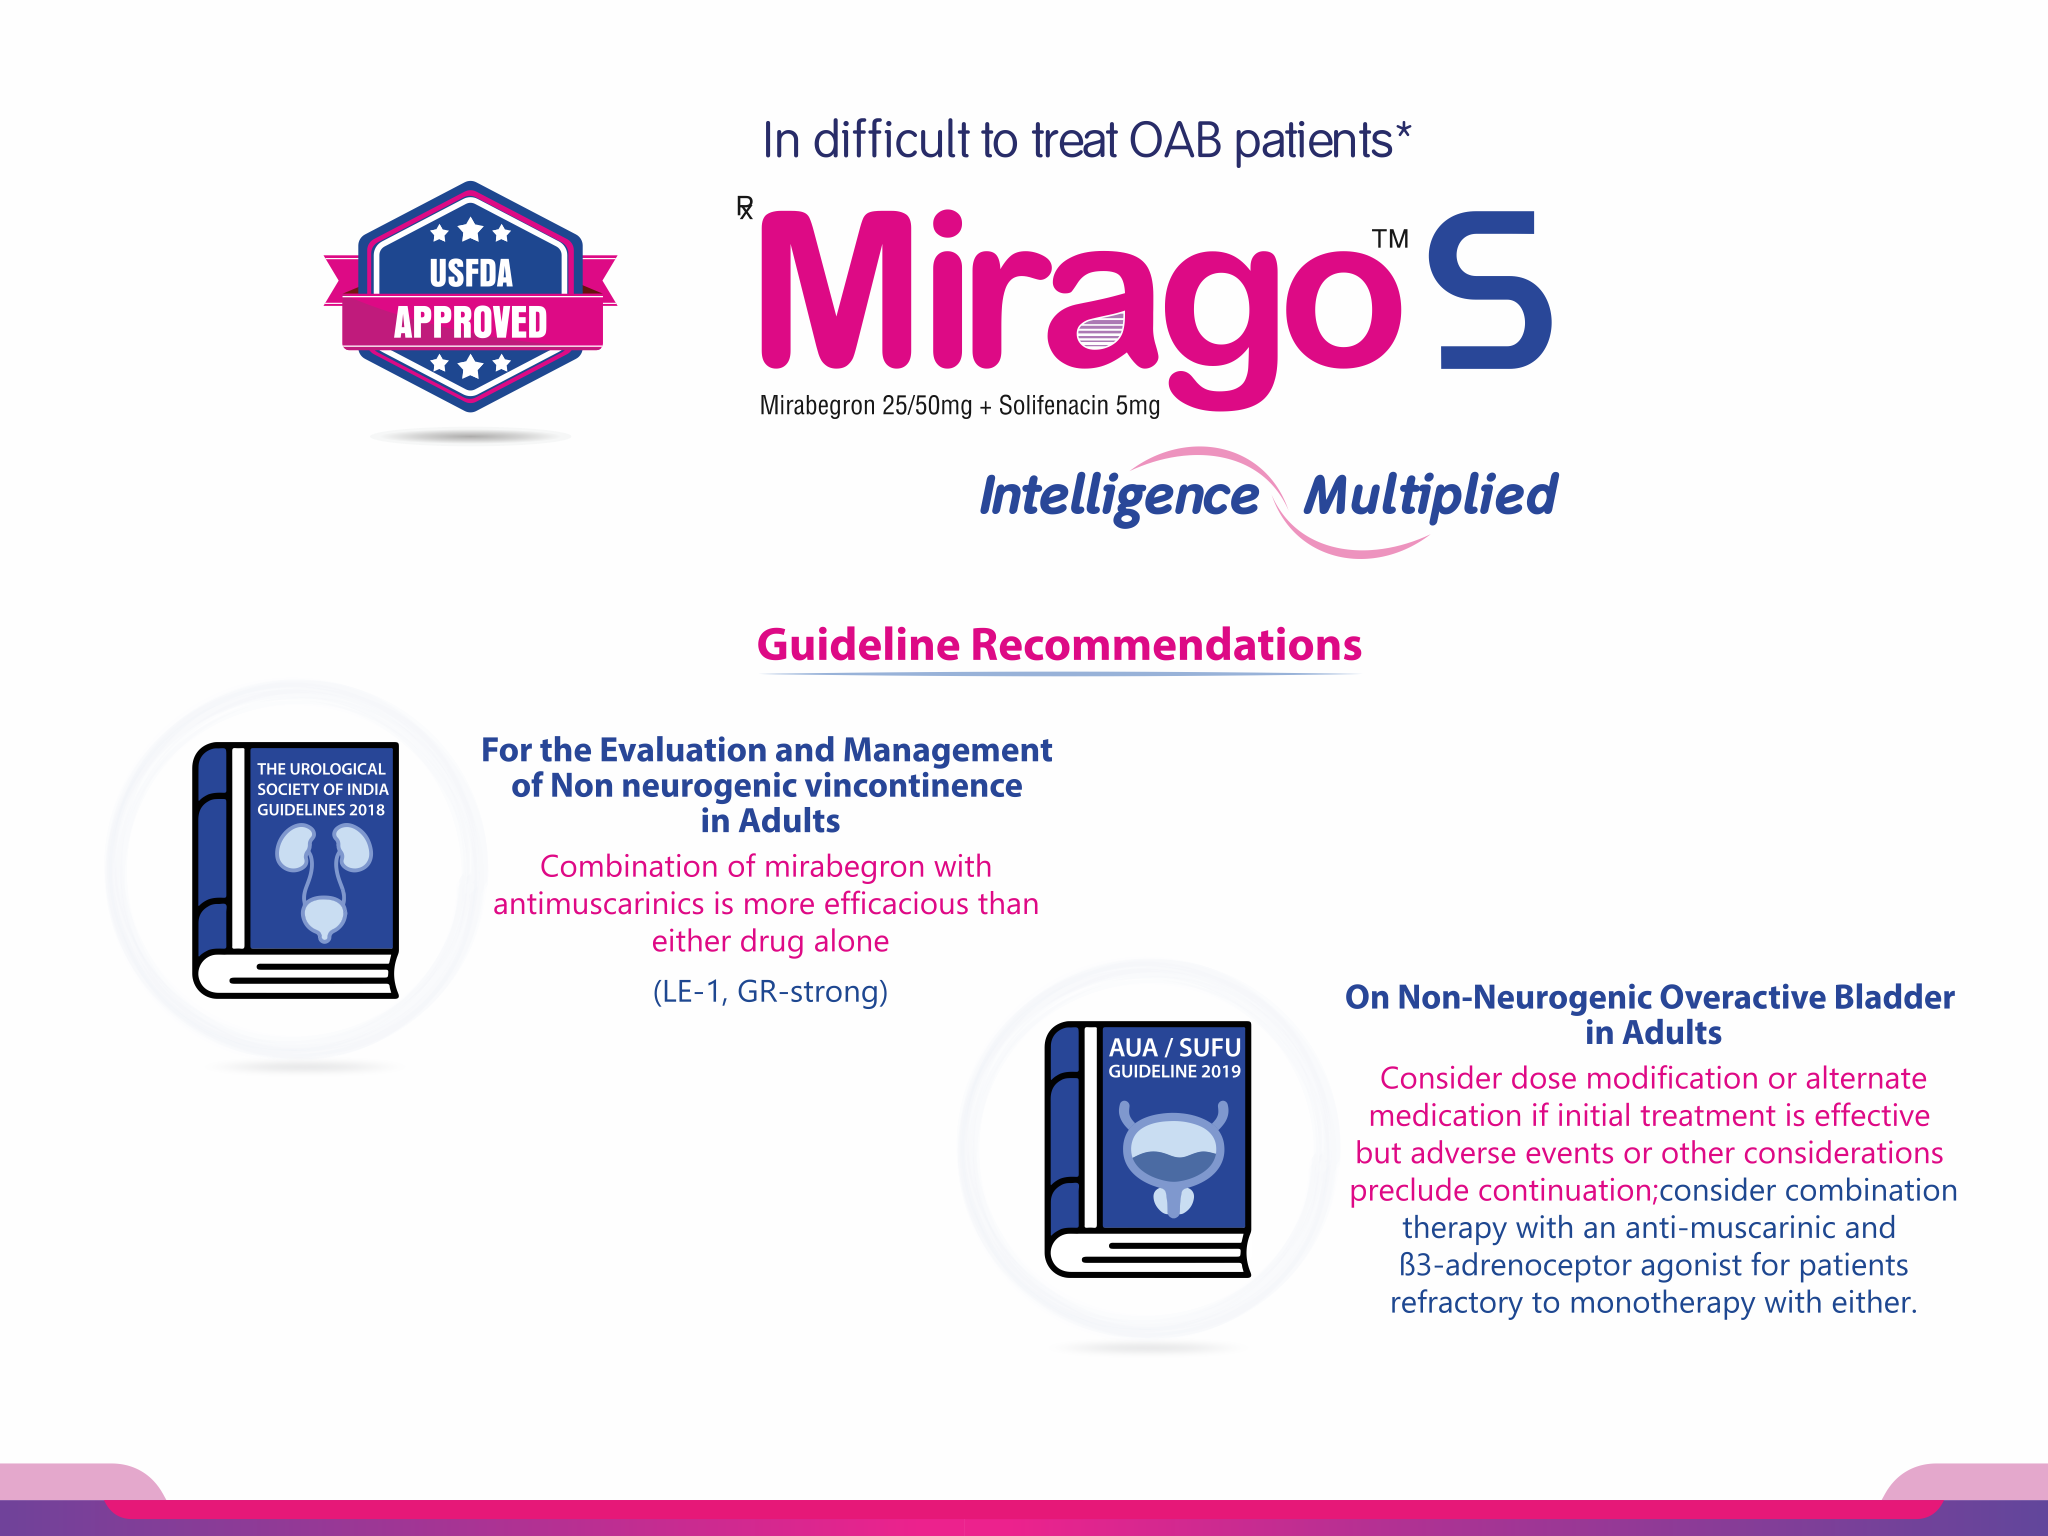 In difficult to treat OAB patients*
USFDA
APPROVED
Rx
Mirago™ S
Mirabegron 25/50mg + Solifenacin 5mg
Intelligence Multiplied
Guideline Recommendations
THE UROLOGICAL
SOCIETY OF INDIA
GUIDELINES 2018
For the Evaluation and Management
of Non neurogenic vincontinence
in Adults
Combination of mirabegron with
antimuscarinics is more efficacious than
either drug alone
(LE-1, GR-strong)
AUA / SUFU
GUIDELINE 2019
On Non-Neurogenic Overactive Bladder
in Adults
Consider dose modification or alternate
medication if initial treatment is effective
but adverse events or other considerations
preclude continuation;consider combination
therapy with an anti-muscarinic and
ß3-adrenoceptor agonist for patients
refractory to monotherapy with either.